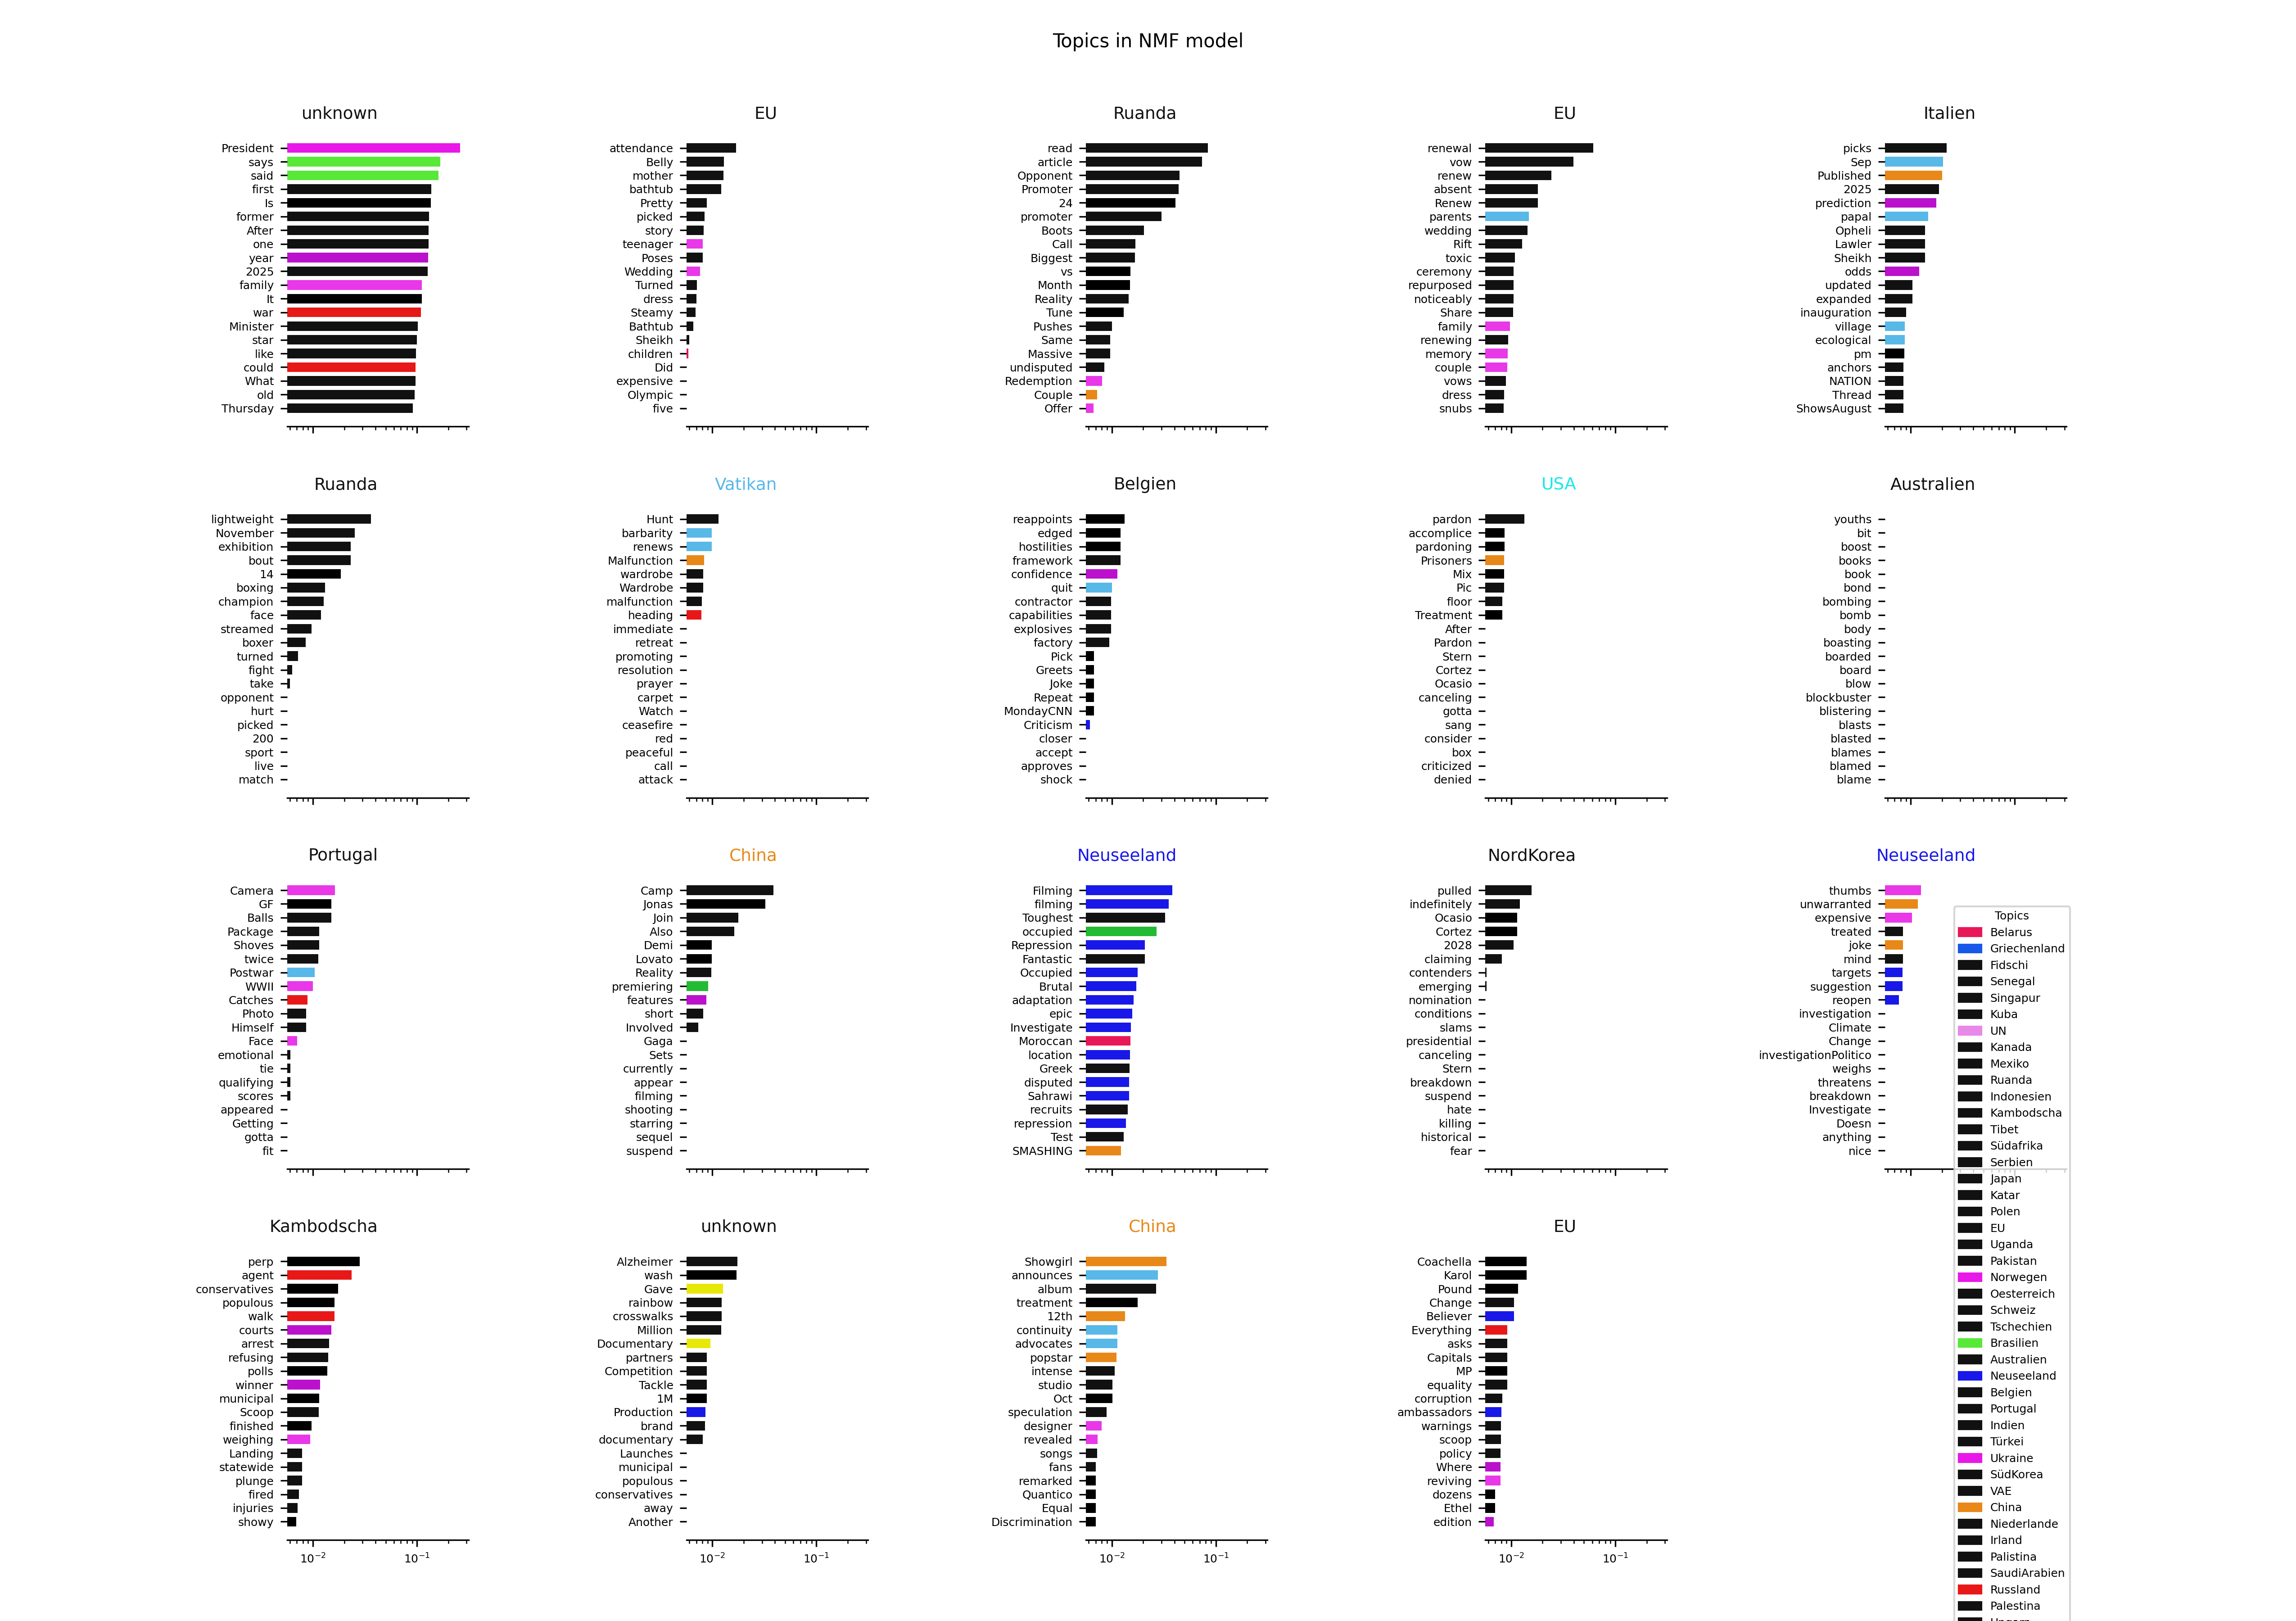 Topics in NMF model
unknown
President
says
said
first
Is
former
After
one
year
2025
family
It
war
Minister
star
like
could
What
old
Thursday
EU
attendance
Belly
mother
bathtub
Pretty
picked
story
teenager
Poses
Wedding
Turned
dress
Steamy
Bathtub
Sheikh
children
Did
expensive
Olympic
five
Ruanda
read
article
Opponent
Promoter
24
promoter
Boots
Call
Biggest
vs
Month
Reality
Tune
Pushes
Same
Massive
undisputed
Redemption
Couple
Offer
EU
renewal
vow
renew
absent
Renew
parents
wedding
Rift
toxic
ceremony
repurposed
noticeably
Share
family
renewing
memory
couple
vows
dress
snubs
Italien
picks
Sep
Published
2025
prediction
papal
Opheli
Lawler
Sheikh
odds
updated
expanded
inauguration
village
ecological
pm
anchors
NATION
Thread
ShowsAugust
Ruanda
lightweight
November
exhibition
bout
14
boxing
champion
face
streamed
boxer
turned
fight
take
opponent
hurt
picked
200
sport
live
match
Vatikan
Hunt
barbarity
renews
Malfunction
wardrobe
Wardrobe
malfunction
heading
immediate
retreat
promoting
resolution
prayer
carpet
Watch
ceasefire
red
peaceful
call
attack
Belgien
reappoints
edged
hostilities
framework
confidence
quit
contractor
capabilities
explosives
factory
Pick
Greets
Joke
Repeat
MondayCNN
Criticism
closer
accept
approves
shock
USA
pardon
accomplice
pardoning
Prisoners
Mix
Pic
floor
Treatment
After
Pardon
Stern
Cortez
Ocasio
canceling
gotta
sang
consider
box
criticized
denied
Australien
youths
bit
boost
books
book
bond
bombing
bomb
body
boasting
boarded
board
blow
blockbuster
blistering
blasts
blasted
blames
blamed
blame
Portugal
Camera
GF
Balls
Package
Shoves
twice
Postwar
WWII
Catches
Photo
Himself
Face
emotional
tie
qualifying
scores
appeared
Getting
gotta
fit
China
Camp
Jonas
Join
Also
Demi
Lovato
Reality
premiering
features
short
Involved
Gaga
Sets
currently
appear
filming
shooting
starring
sequel
suspend
Neuseeland
Filming
filming
Toughest
occupied
Repression
Fantastic
Occupied
Brutal
adaptation
epic
Investigate
Moroccan
location
Greek
disputed
Sahrawi
recruits
repression
Test
SMASHING
NordKorea
pulled
indefinitely
Ocasio
Cortez
2028
claiming
contenders
emerging
nomination
conditions
slams
presidential
canceling
Stern
breakdown
suspend
hate
killing
historical
fear
Neuseeland
thumbs
unwarranted
expensive
treated
joke
mind
targets
suggestion
reopen
investigation
Climate
Change
investigationPolitico
weighs
threatens
breakdown
Investigate
Doesn
anything
nice
Kambodscha
perp
agent
conservatives
populous
walk
courts
arrest
refusing
polls
winner
municipal
Scoop
finished
weighing
Landing
statewide
plunge
fired
injuries
showy
10⁻² 10⁻¹
unknown
Alzheimer
wash
Gave
rainbow
crosswalks
Million
Documentary
partners
Competition
Tackle
1M
Production
brand
documentary
Launches
municipal
populous
conservatives
away
Another
10⁻² 10⁻¹
China
Showgirl
announces
album
treatment
12th
continuity
advocates
popstar
intense
studio
Oct
speculation
designer
revealed
songs
fans
remarked
Quantico
Equal
Discrimination
10⁻² 10⁻¹
EU
Coachella
Karol
Pound
Change
Believer
Everything
asks
Capitals
MP
equality
corruption
ambassadors
warnings
scoop
policy
Where
reviving
dozens
Ethel
edition
10⁻² 10⁻¹
Topics
Belarus
Griechenland
Fidschi
Senegal
Singapur
Kuba
UN
Kanada
Mexiko
Ruanda
Indonesien
Kambodscha
Tibet
Südafrika
Serbien
Japan
Katar
Polen
EU
Uganda
Pakistan
Norwegen
Oesterreich
Schweiz
Tschechien
Brasilien
Australien
Neuseeland
Belgien
Portugal
Indien
Türkei
Ukraine
SüdKorea
VAE
China
Niederlande
Irland
Palistina
SaudiArabien
Russland
Palestina